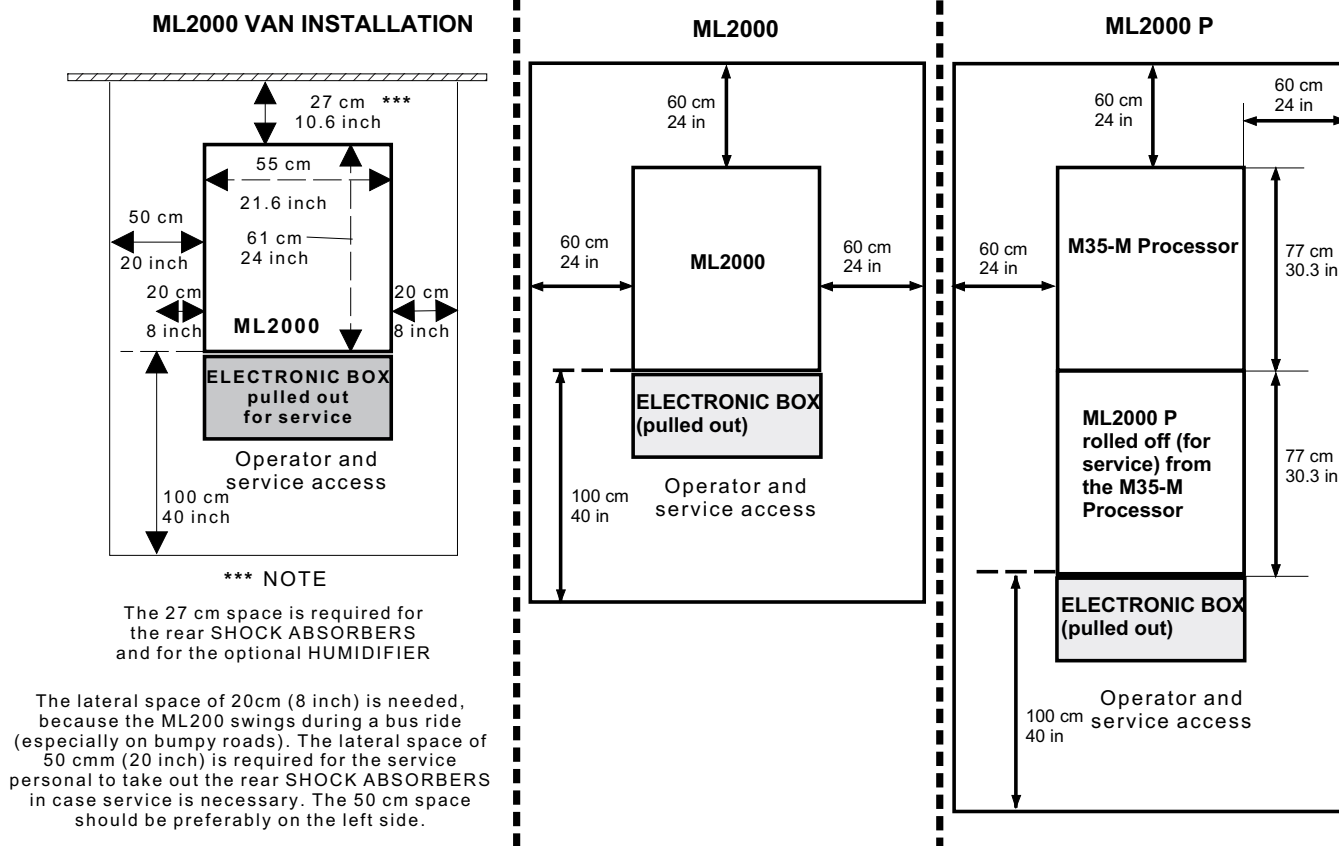 ML2000 VAN INSTALLATION
27 cm ***
10.6 inch
55 cm
21.6 inch
50 cm
20 inch
61 cm
24 inch
20 cm
8 inch
20 cm
8 inch
ML2000
ELECTRONIC BOX
pulled out
for service
Operator and
service access
100 cm
40 inch
*** NOTE
The 27 cm space is required for
the rear SHOCK ABSORBERS
and for the optional HUMIDIFIER
The lateral space of 20cm (8 inch) is needed,
because the ML200 swings during a bus ride
(especially on bumpy roads). The lateral space of
50 cmm (20 inch) is required for the service
personal to take out the rear SHOCK ABSORBERS
in case service is necessary. The 50 cm space
should be preferably on the left side.
ML2000
60 cm
24 in
60 cm
24 in
ML2000
60 cm
24 in
ELECTRONIC BOX
(pulled out)
Operator and
service access
100 cm
40 in
ML2000 P
60 cm
24 in
60 cm
24 in
M35-M Processor
60 cm
24 in
77 cm
30.3 in
ML2000 P
rolled off (for
service) from
the M35-M
Processor
77 cm
30.3 in
ELECTRONIC BOX
(pulled out)
Operator and
service access
100 cm
40 in